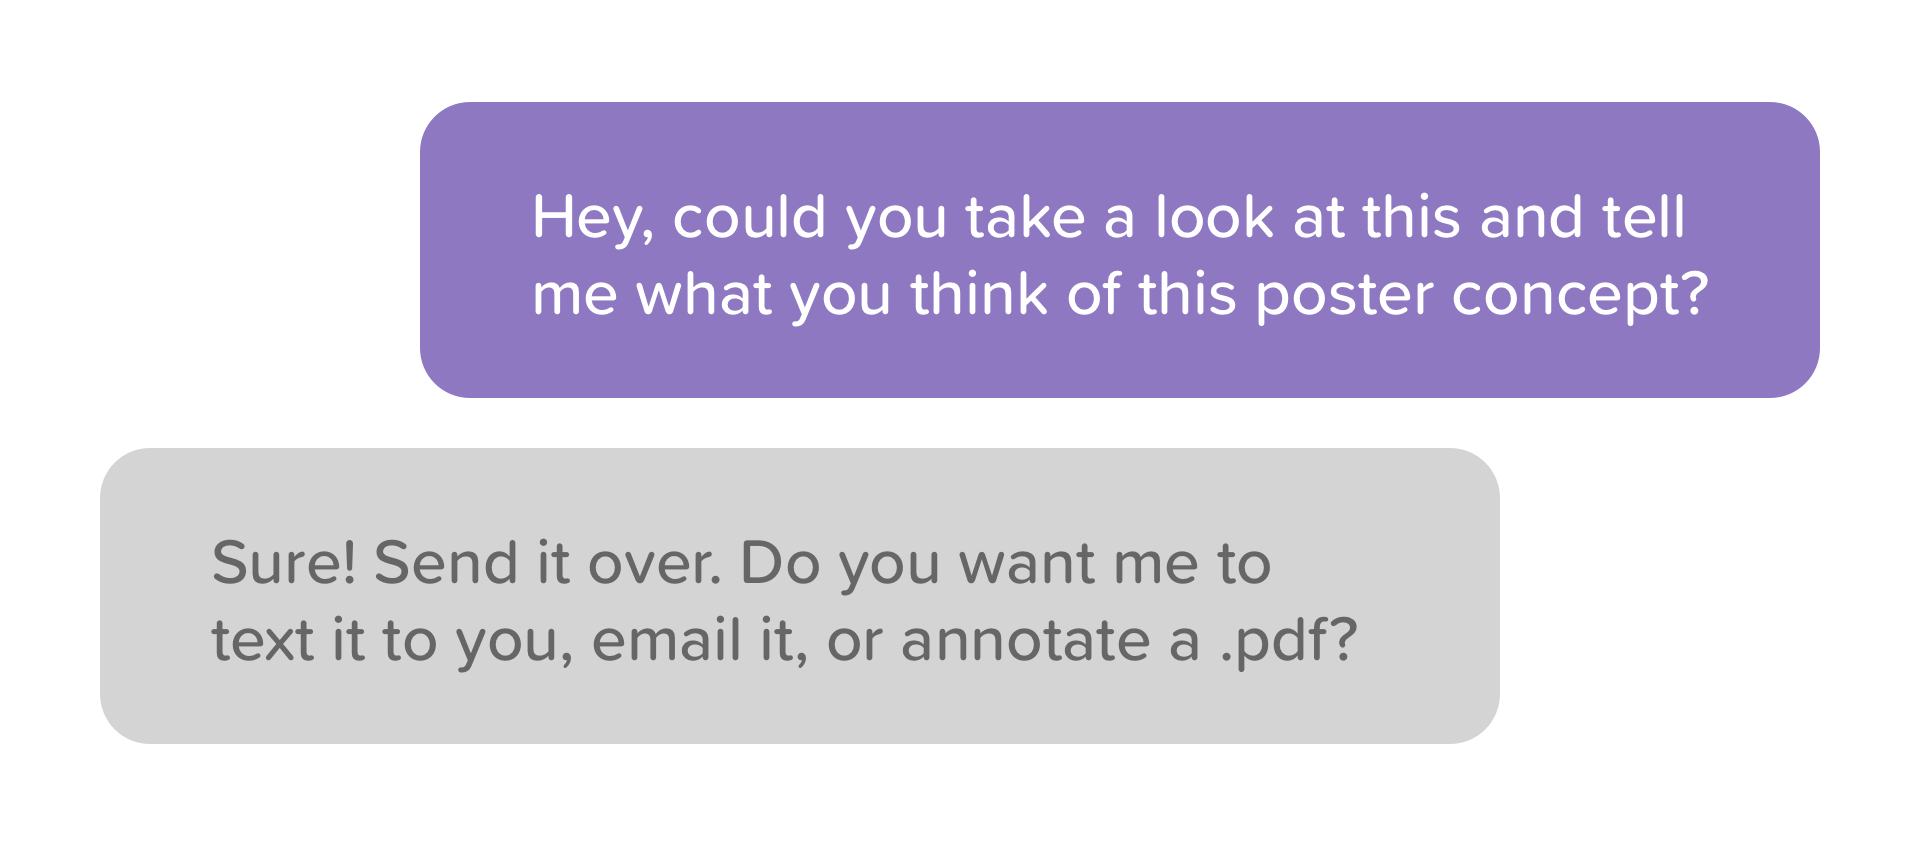 Hey, could you take a look at this and tell
me what you think of this poster concept?
Sure! Send it over. Do you want me to
text it to you, email it, or annotate a .pdf?